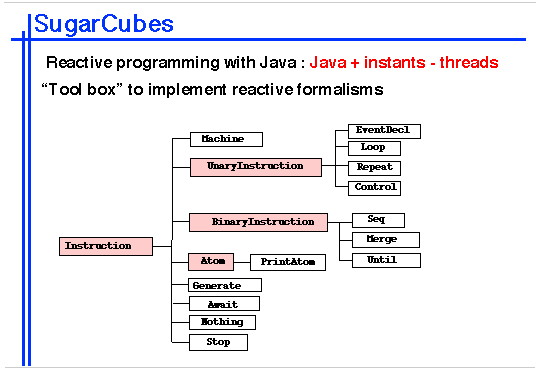 SugarCubes
Reactive programming with Java : Java + instants - threads
“Tool box” to implement reactive formalisms
Machine
UnaryInstruction
EventDecl
Loop
Repeat
Control
BinaryInstruction
Seq
Merge
Until
Instruction
Atom
PrintAtom
Generate
Await
Nothing
Stop